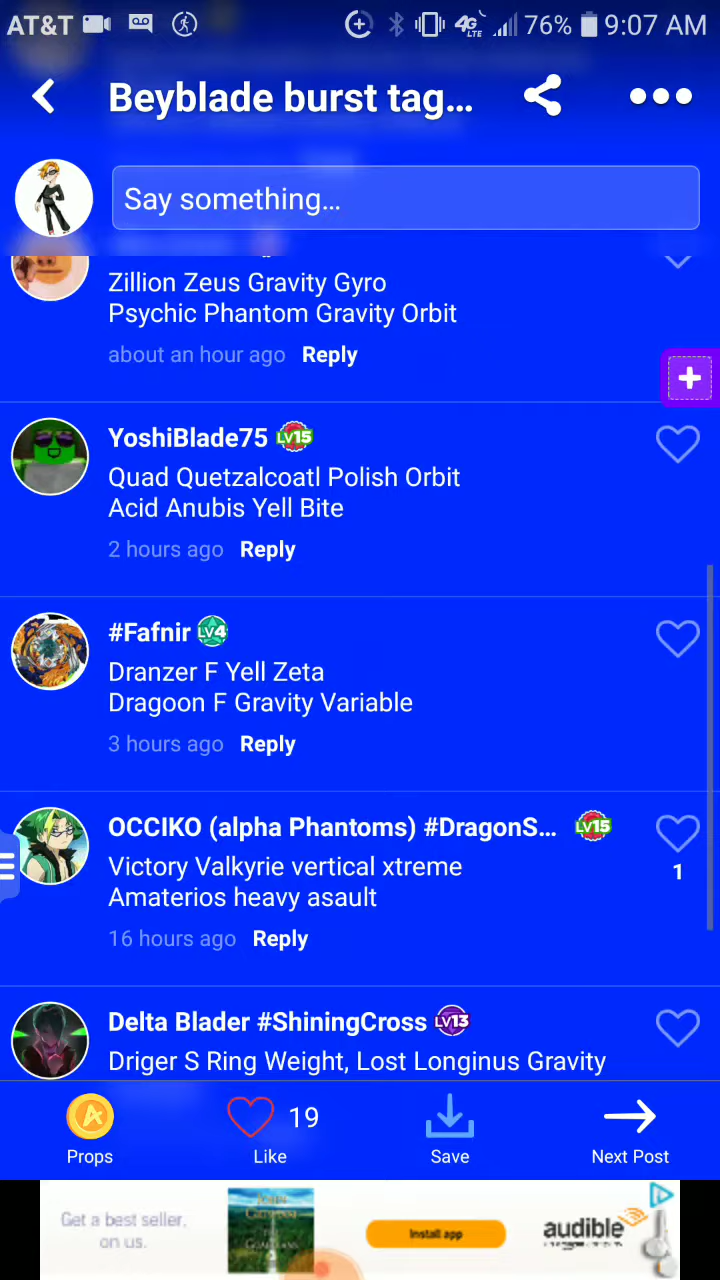 AT&T 4G LTE 76% 9:07 AM
Beyblade burst tag...
Say something...
Zillion Zeus Gravity Gyro
Psychic Phantom Gravity Orbit
about an hour ago Reply
YoshiBlade75 LV15
Quad Quetzalcoatl Polish Orbit
Acid Anubis Yell Bite
2 hours ago Reply
#Fafnir LV4
Dranzer F Yell Zeta
Dragoon F Gravity Variable
3 hours ago Reply
OCCIKO (alpha Phantoms) #DragonS... LV15
Victory Valkyrie vertical xtreme
1
Amaterios heavy asault
16 hours ago Reply
Delta Blader #ShiningCross LV13
Driger S Ring Weight, Lost Longinus Gravity
19
Props Like Save Next Post
Get a best seller,
on us.
Install app
audible